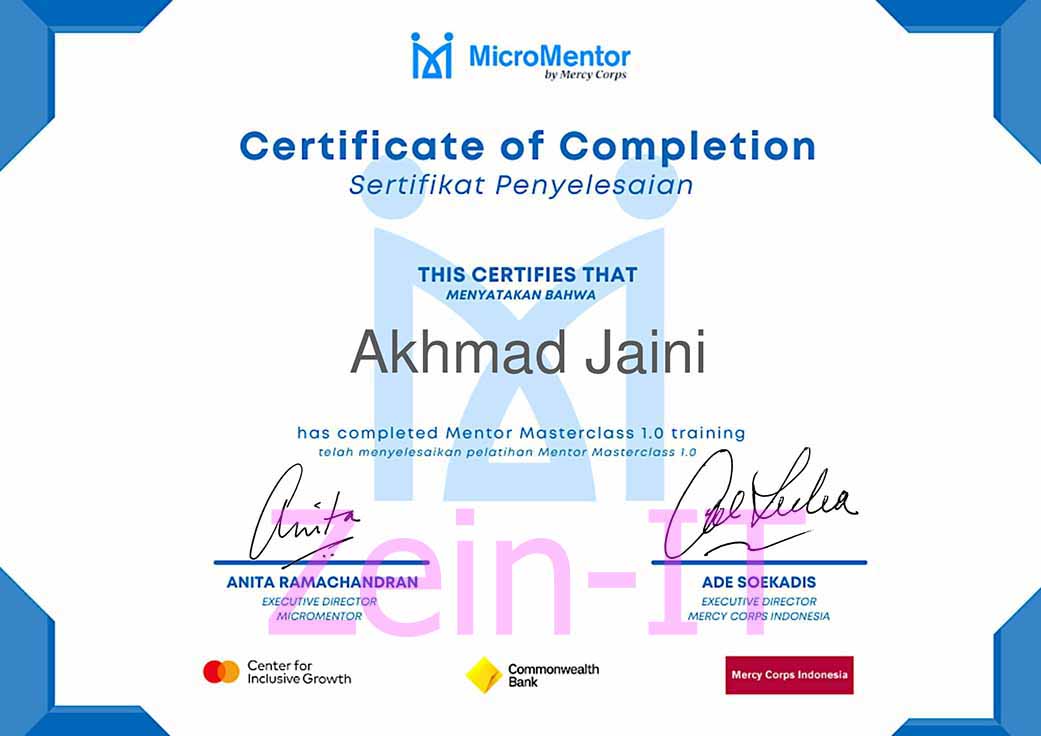 MicroMentor
by Mercy Corps
Certificate of Completion
Sertifikat Penyelesaian
THIS CERTIFIES THAT
MENYATAKAN BAHWA
Akhmad Jaini
has completed Mentor Masterclass 1.0 training
telah menyelesaikan pelatihan Mentor Masterclass 1.0
Anita
Zein-IT
ANITA RAMACHANDRAN
EXECUTIVE DIRECTOR
MICROMENTOR
ADE SOEKADIS
EXECUTIVE DIRECTOR
MERCY CORPS INDONESIA
Center for
Inclusive Growth
Commonwealth
Bank
Mercy Corps Indonesia